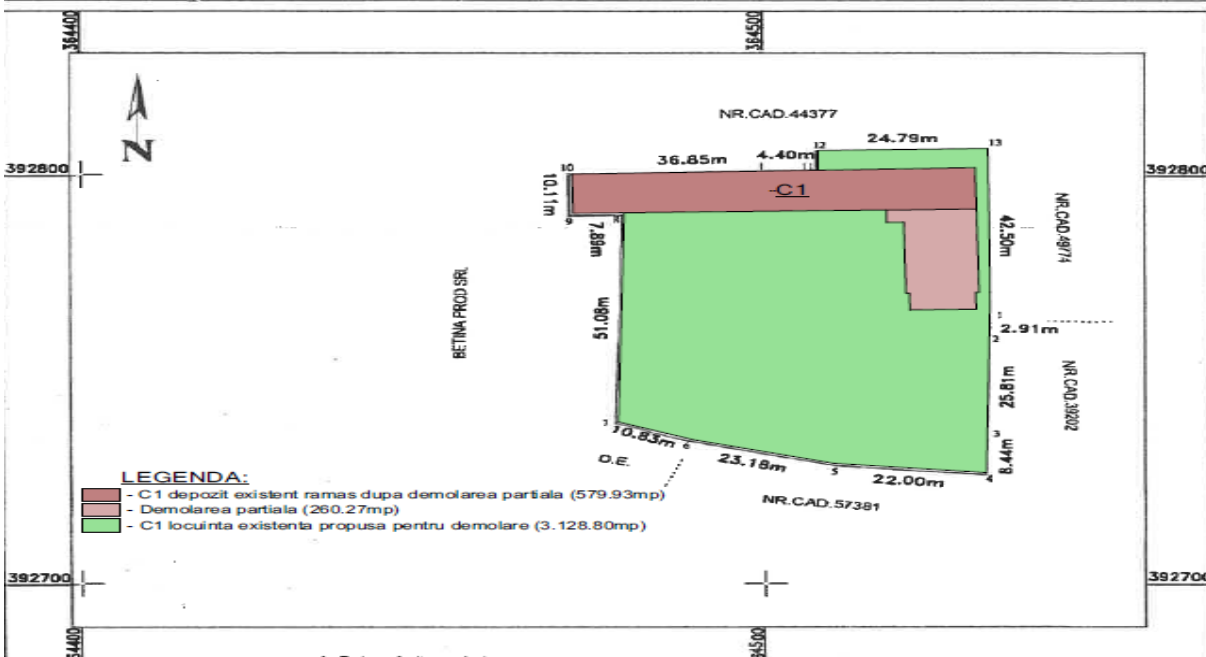 364400
364500
N
NR.CAD.44377
24.79m
12
13
36.85m
4.40m
10
392800
392800
10.11m
C1
9
8
7.89m
NR.CAD.49774
42.50m
BETINA PROD SRL
51.08m
1
2.91m
2
25.81m
NR.CAD.39202
7
10.83m
6
3
8.44m
D.E.
23.18m
5
22.00m
4
NR.CAD.57381
LEGENDA:
- C1 depozit existent ramas dupa demolarea partiala (579.93mp)
- Demolarea partiala (260.27mp)
- C1 locuinta existenta propusa pentru demolare (3.128.80mp)
392700
392700
364400
364500